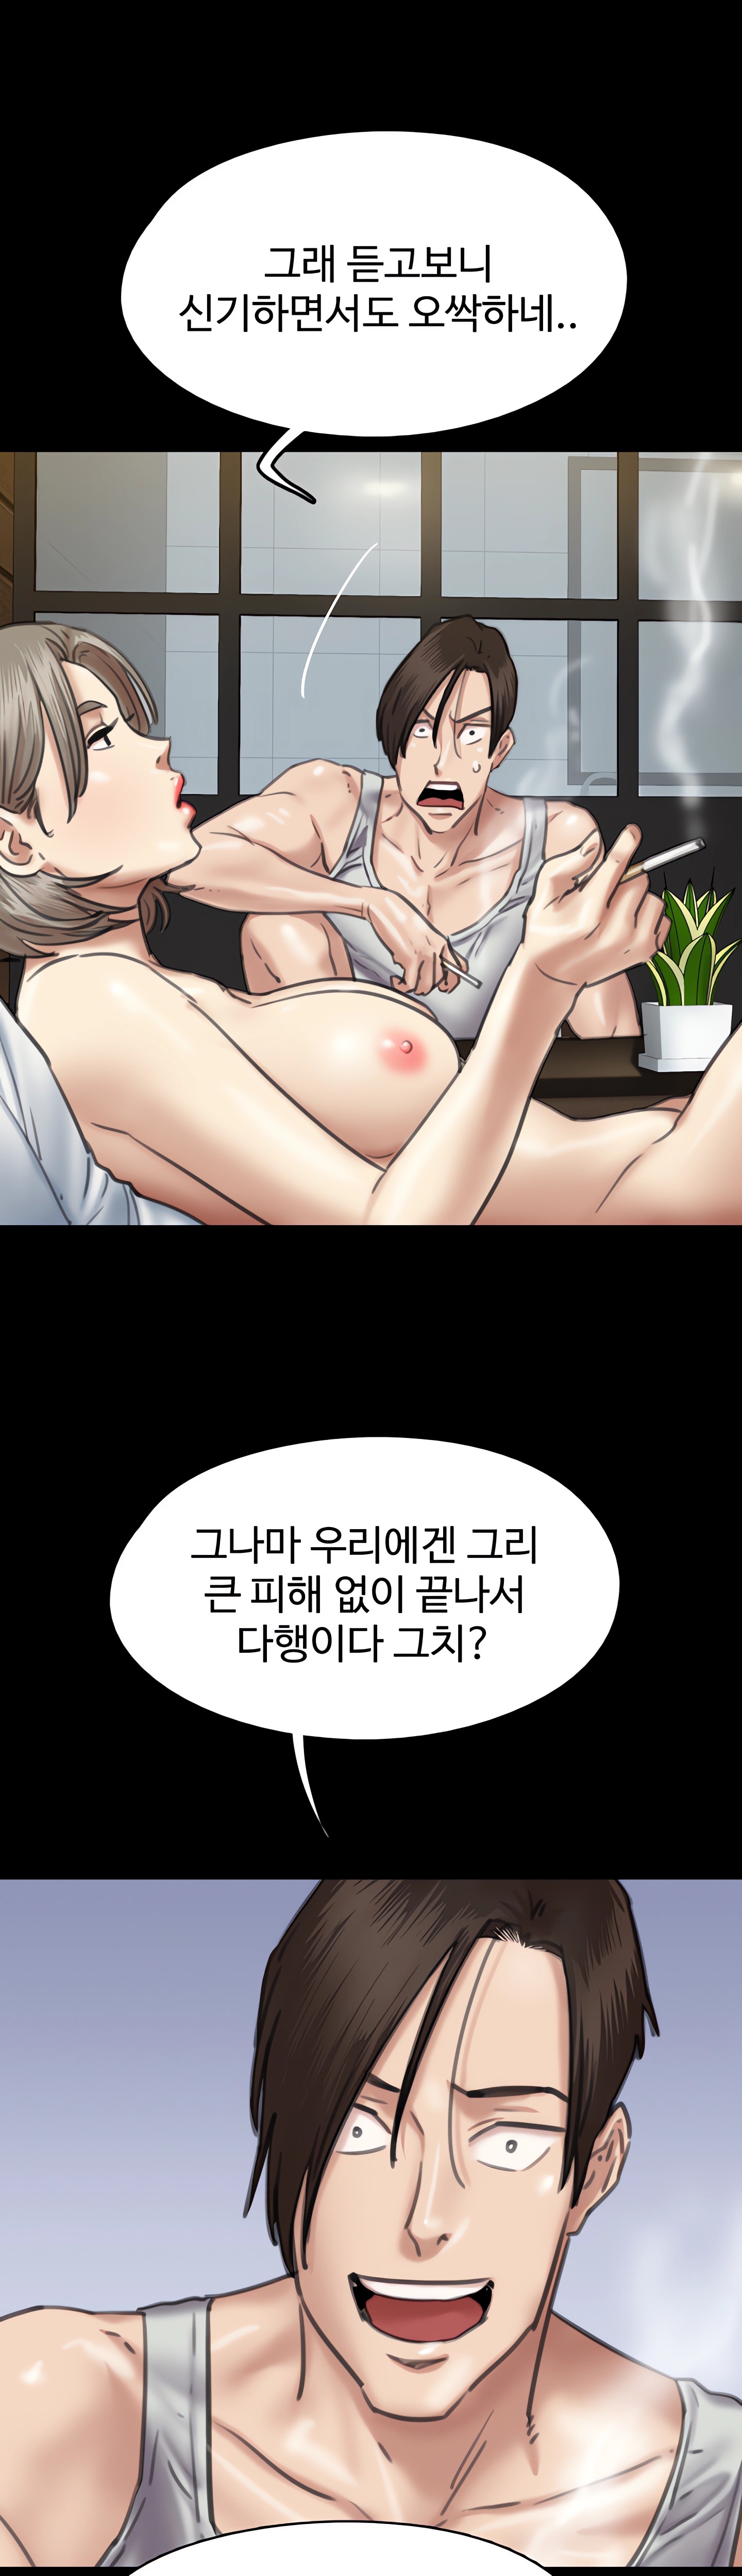 그래 듣고보니
신기하면서도 오싹하네..
그나마 우리에겐 그리
큰 피해 없이 끝나서
다행이다 그치?